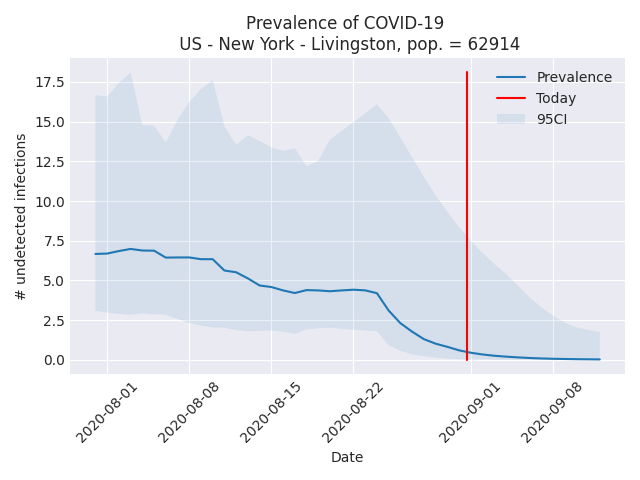 Prevalence of COVID-19
US - New York - Livingston, pop. = 62914
Prevalence
Today
95CI
# undetected infections
17.5
15.0
12.5
10.0
7.5
5.0
2.5
0.0
2020-08-01
2020-08-08
2020-08-15
2020-08-22
2020-09-01
2020-09-08
Date